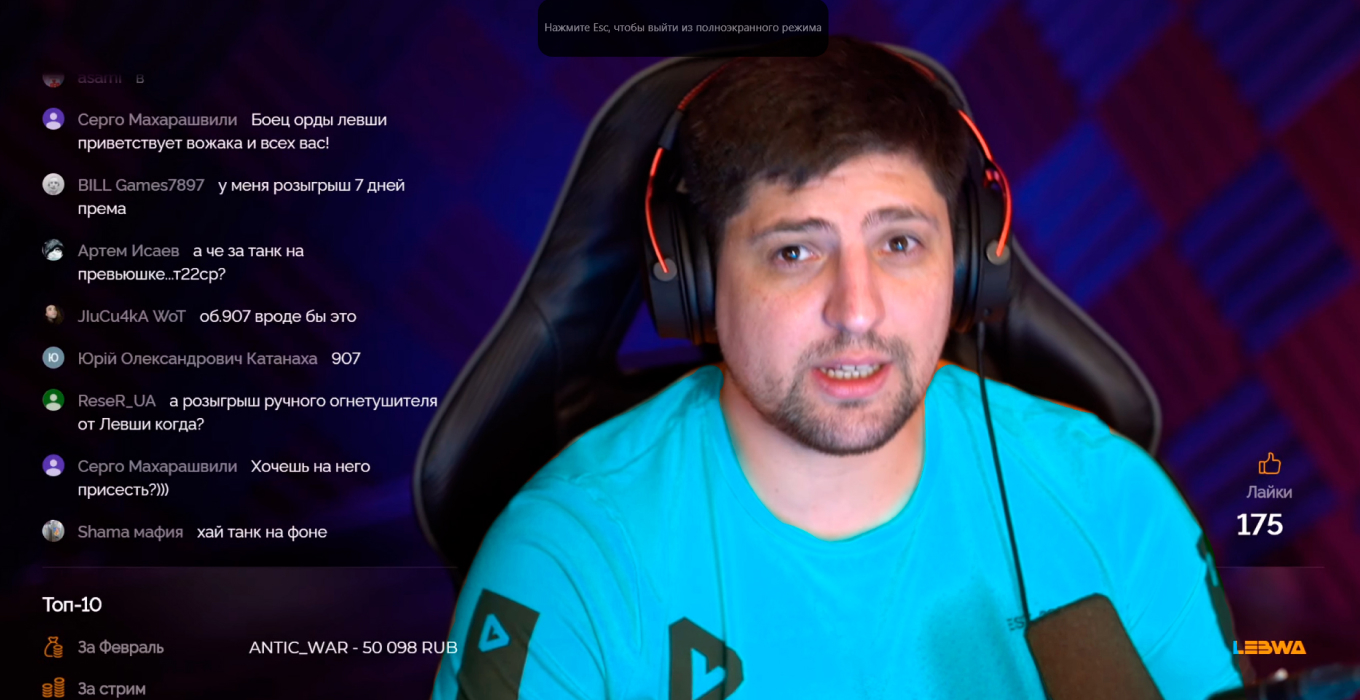 Нажмите Esc, чтобы выйти из полноэкранного режима
asami в
Серго Махарашвили Боец орды левши
приветствует вожака и всех вас!
BILL Games7897 у меня розыгрыш 7 дней
према
Артем Исаев а че за танк на
превьюшке...т22ср?
JIuCu4kA WoT об.907 вроде бы это
Ю
Юрій Олександрович Катанаха 907
ReseR_UA а розыгрыш ручного огнетушителя
от Левши когда?
Серго Махарашвили Хочешь на него
присесть?)))
Shama мафия хай танк на фоне
Лайки
175
Топ-10
За Февраль ANTIC_WAR - 50 098 RUB
За стрим
EST
LEBWA